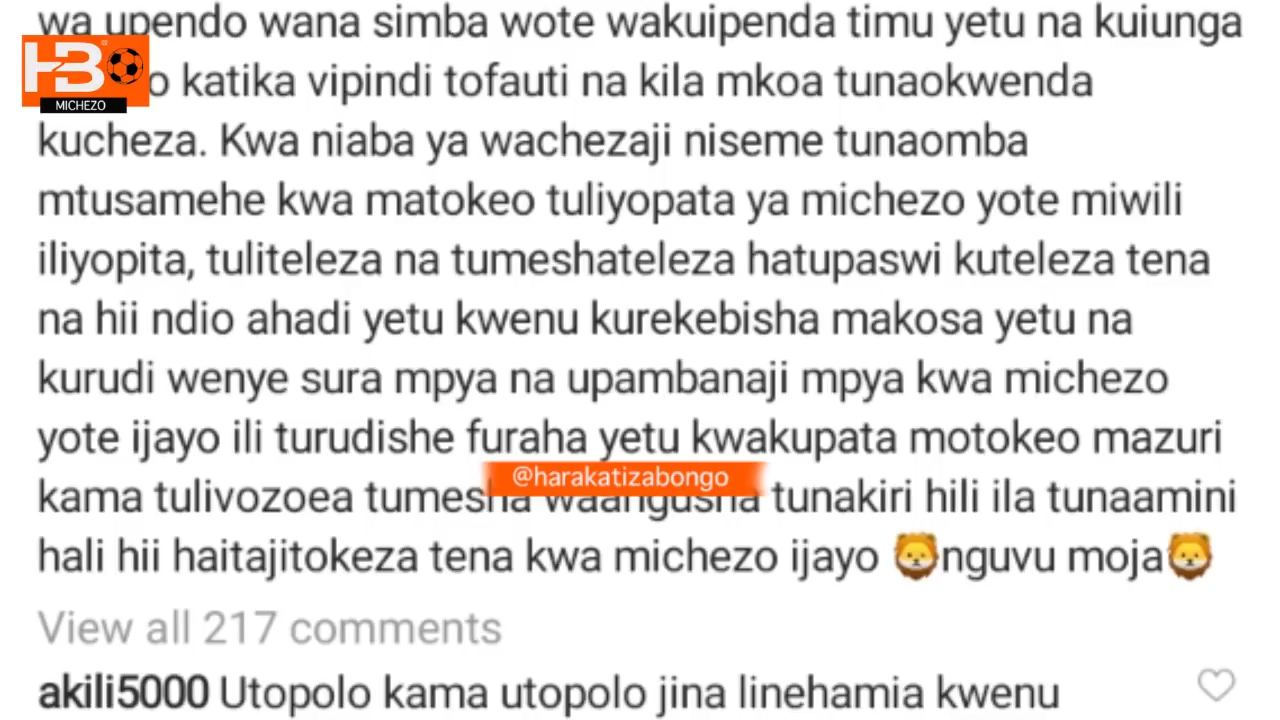 wa upendo wana simba wote wakuipenda timu yetu na kuiunga
HB
MICHEZO
katika vipindi tofauti na kila mkoa tunaokwenda
kucheza. Kwa niaba ya wachezaji niseme tunaomba
mtusamehe kwa matokeo tuliyopata ya michezo yote miwili
iliyopita, tuliteleza na tumeshateleza hatupaswi kuteleza tena
na hii ndio ahadi yetu kwenu kurekebisha makosa yetu na
kurudi wenye sura mpya na upambanaji mpya kwa michezo
yote ijayo ili turudishe furaha yetu kwakupata motokeo mazuri
@harakatizabongo
kama tulivozoea tumesha waangusha tunakiri hili ila tunaamini
hali hii haitajitokeza tena kwa michezo ijayo 🦁nguvu moja🦁
View all 217 comments
akili5000 Utopolo kama utopolo jina linehamia kwenu